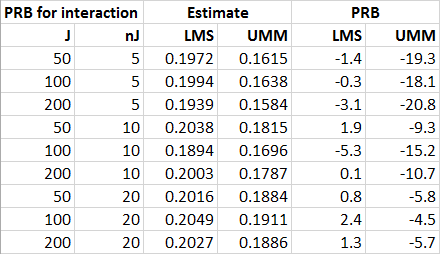 PRB for interaction Estimate PRB
J nJ LMS UMM LMS UMM
50 5 0.1972 0.1615 -1.4 -19.3
100 5 0.1994 0.1638 -0.3 -18.1
200 5 0.1939 0.1584 -3.1 -20.8
50 10 0.2038 0.1815 1.9 -9.3
100 10 0.1894 0.1696 -5.3 -15.2
200 10 0.2003 0.1787 0.1 -10.7
50 20 0.2016 0.1884 0.8 -5.8
100 20 0.2049 0.1911 2.4 -4.5
200 20 0.2027 0.1886 1.3 -5.7